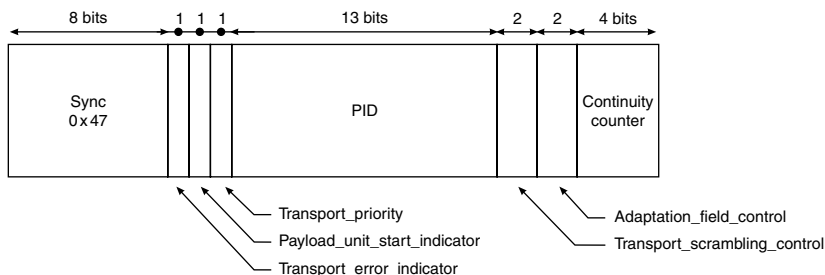 8 bits 1 1 1 13 bits 2 2 4 bits
Sync
0 x 47
PID
Continuity
counter
Transport_priority
Payload_unit_start_indicator
Transport_error_indicator
Adaptation_field_control
Transport_scrambling_control